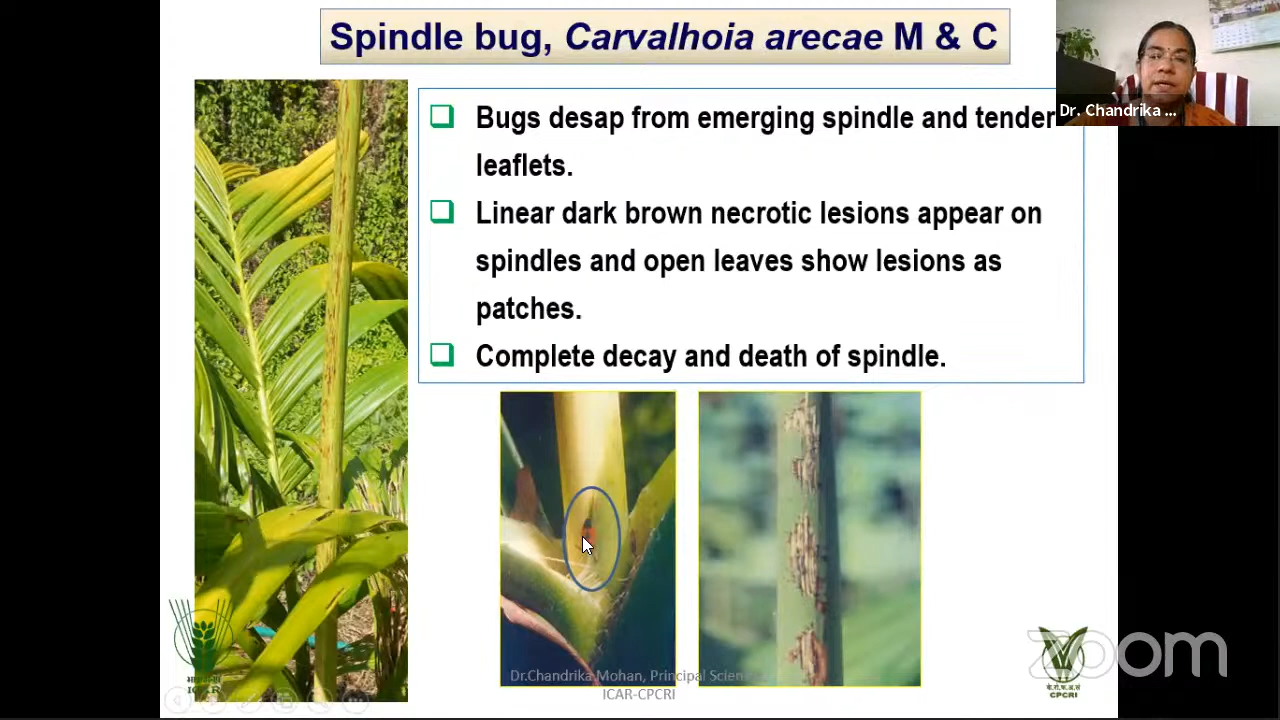 Spindle bug, Carvalhoia arecae M & C
Dr. Chandrika ...
Bugs desap from emerging spindle and tender
leaflets.
Linear dark brown necrotic lesions appear on
spindles and open leaves show lesions as
patches.
Complete decay and death of spindle.
Dr.Chandrika Mohan, Principal
ICAR-CPCRI
ICAR
zoom
CPCRI